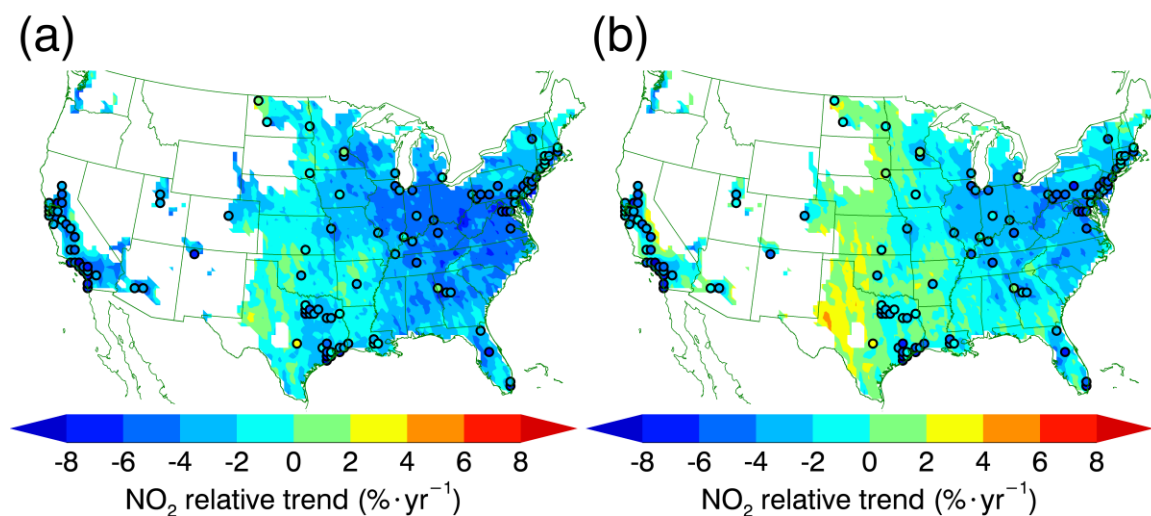 (a) (b)
-8 -6 -4 -2 0 2 4 6 8 -8 -6 -4 -2 0 2 4 6 8
NO₂ relative trend (%·yr⁻¹) NO₂ relative trend (%·yr⁻¹)